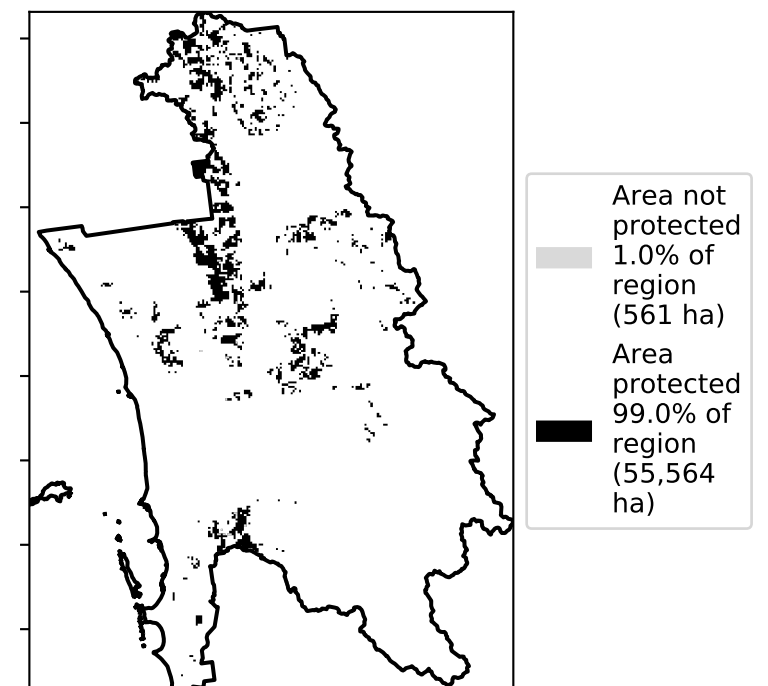 Area not
protected
1.0% of
region
(561 ha)
Area
protected
99.0% of
region
(55,564
ha)